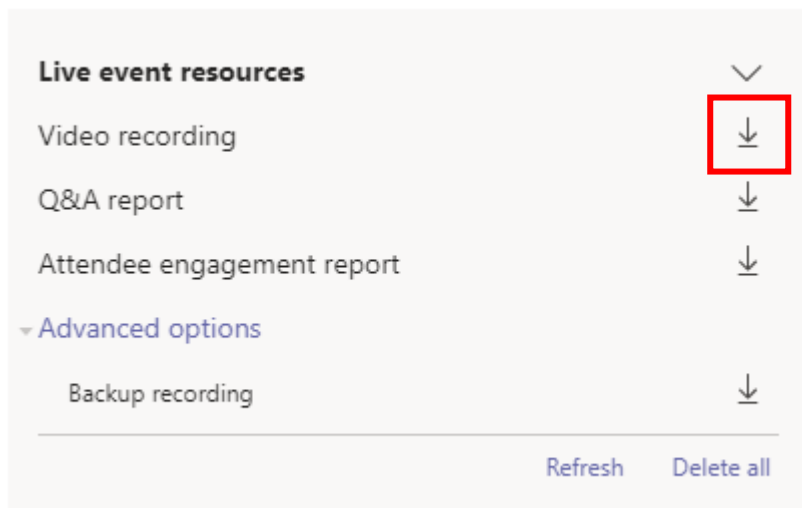 Live event resources
Video recording
Q&A report
Attendee engagement report
Advanced options
Backup recording
Refresh Delete all